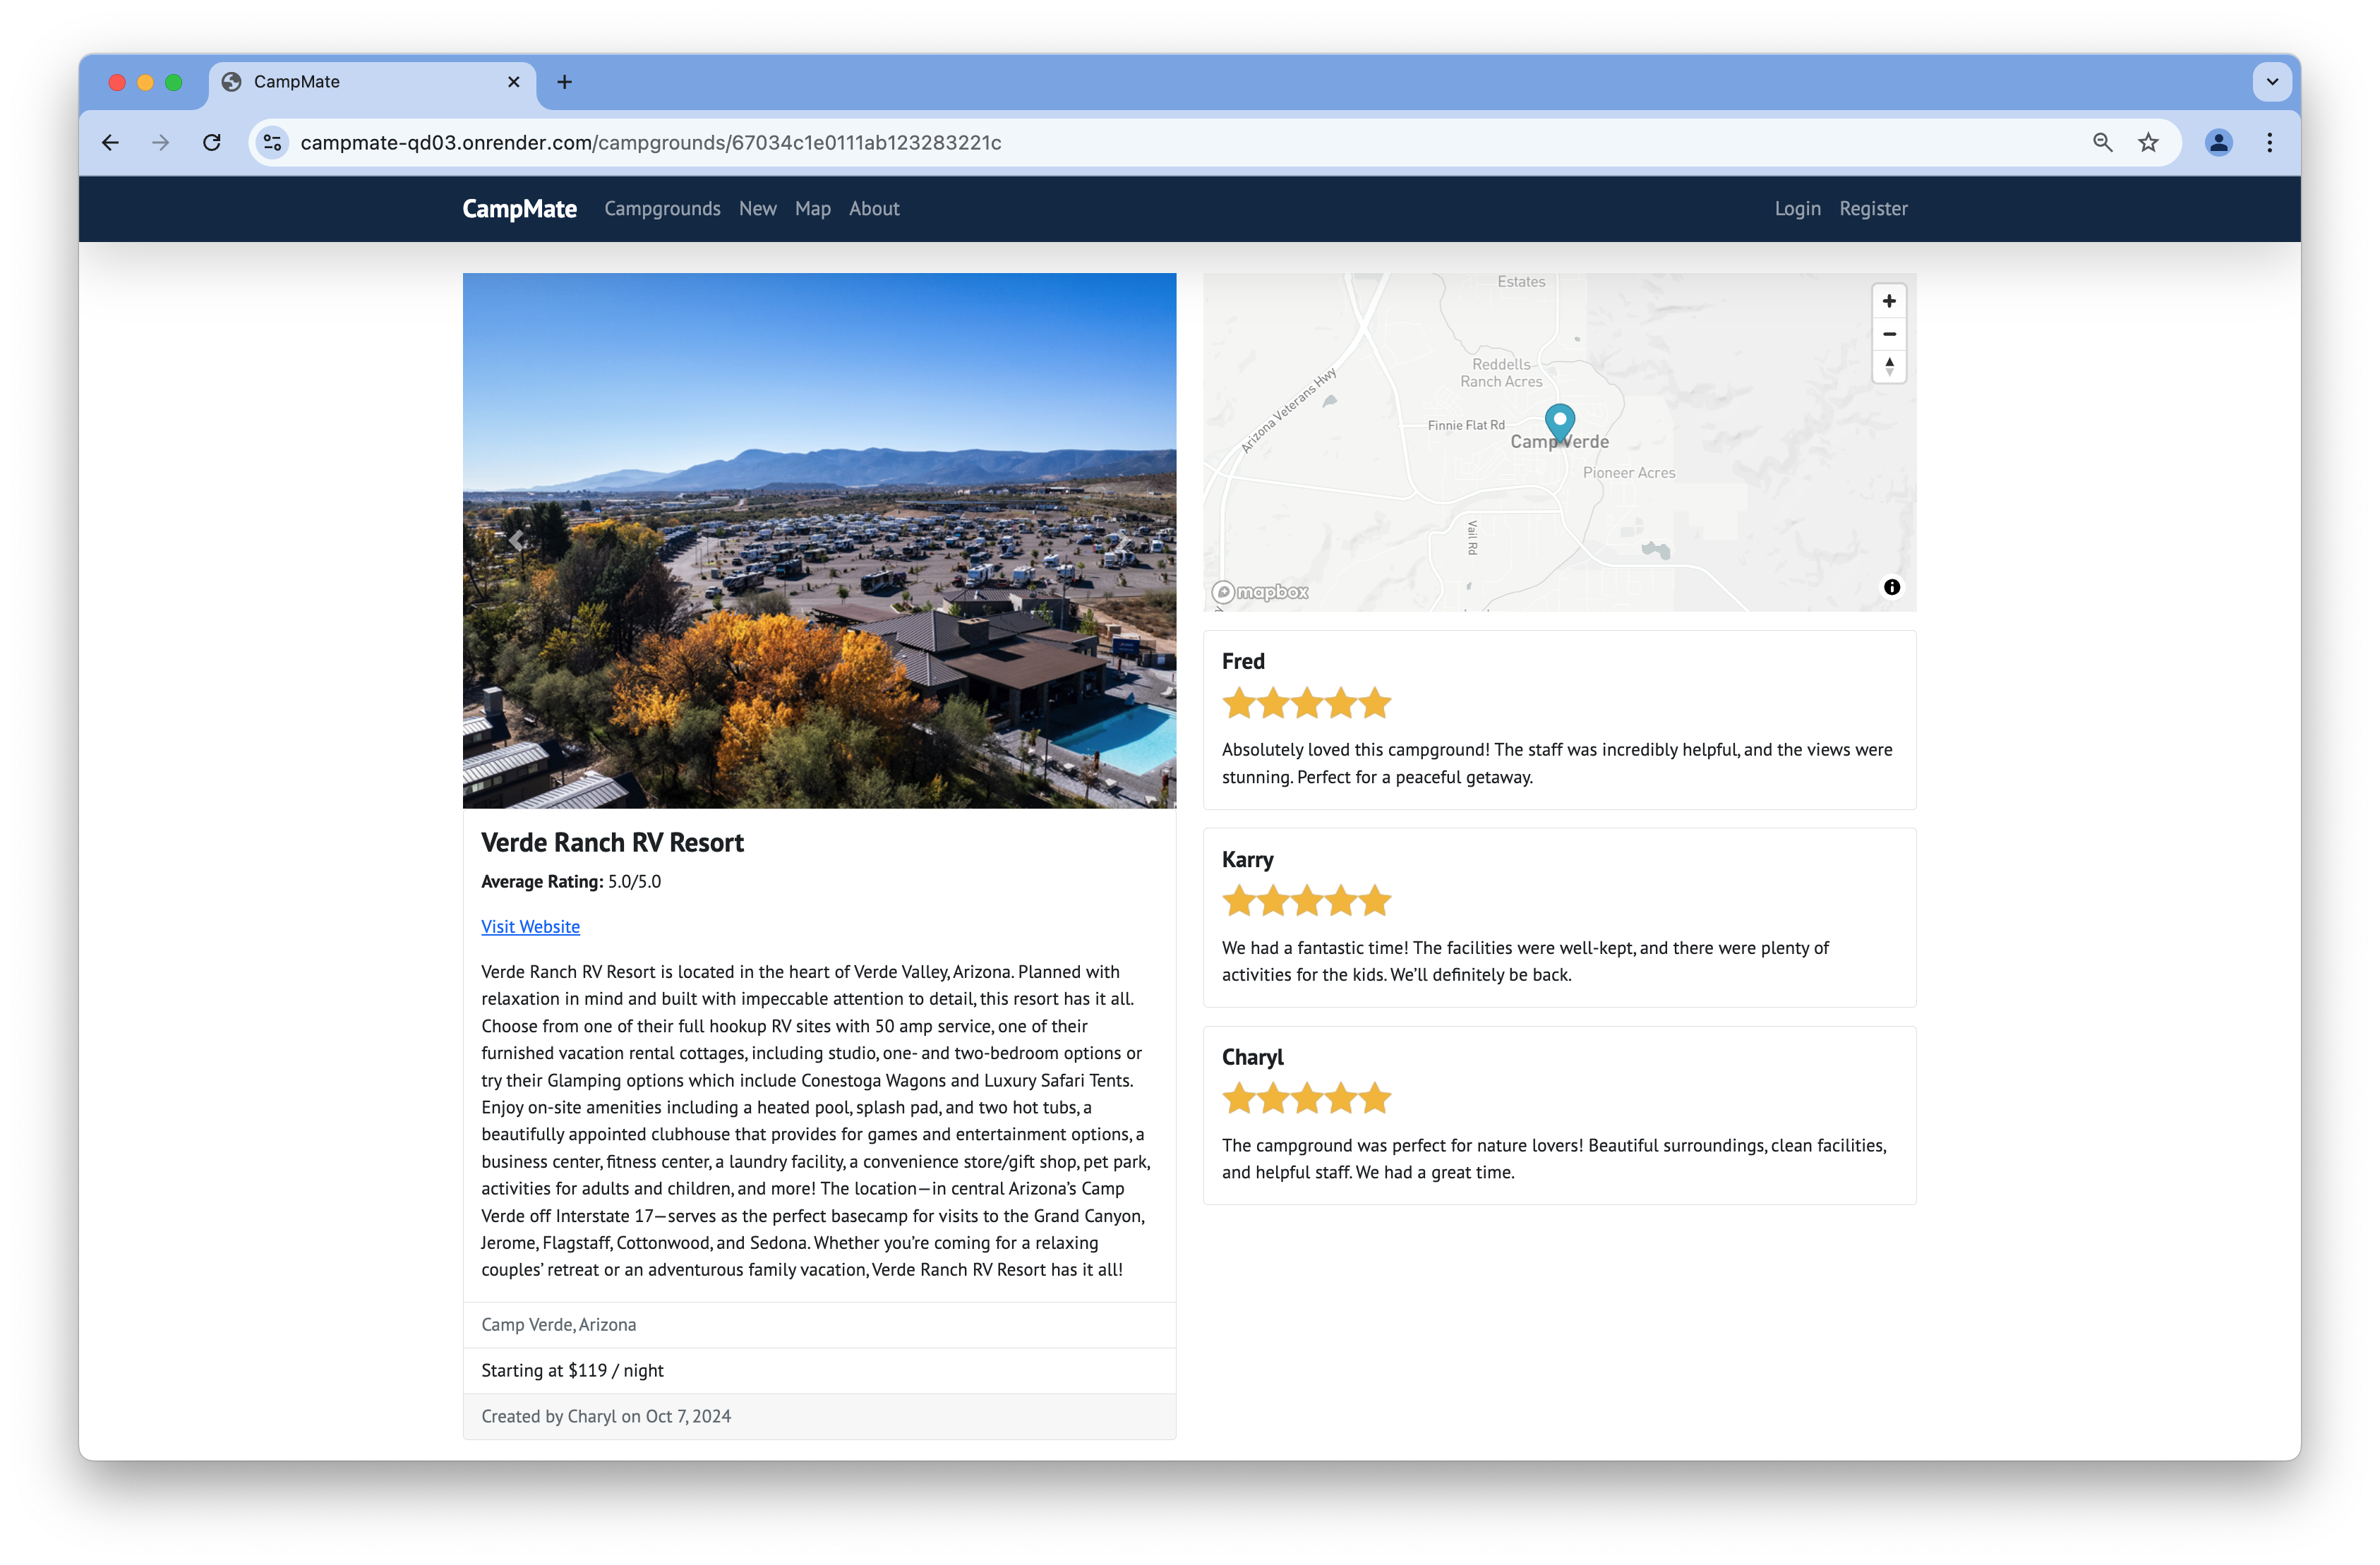 CampMate
campmate-qd03.onrender.com/campgrounds/67034c1e0111ab123283221c
CampMate Campgrounds New Map About Login Register
Estates
Reddells
Ranch Acres
Arizona Veterans Hwy
Finnie Flat Rd
Camp Verde
Pioneer Acres
Vail Rd
mapbox
Verde Ranch RV Resort
Average Rating: 5.0/5.0
Visit Website
Verde Ranch RV Resort is located in the heart of Verde Valley, Arizona. Planned with
relaxation in mind and built with impeccable attention to detail, this resort has it all.
Choose from one of their full hookup RV sites with 50 amp service, one of their
furnished vacation rental cottages, including studio, one- and two-bedroom options or
try their Glamping options which include Conestoga Wagons and Luxury Safari Tents.
Enjoy on-site amenities including a heated pool, splash pad, and two hot tubs, a
beautifully appointed clubhouse that provides for games and entertainment options, a
business center, fitness center, a laundry facility, a convenience store/gift shop, pet park,
activities for adults and children, and more! The location—in central Arizona’s Camp
Verde off Interstate 17—serves as the perfect basecamp for visits to the Grand Canyon,
Jerome, Flagstaff, Cottonwood, and Sedona. Whether you’re coming for a relaxing
couples’ retreat or an adventurous family vacation, Verde Ranch RV Resort has it all!
Camp Verde, Arizona
Starting at $119 / night
Created by Charyl on Oct 7, 2024
Fred
Absolutely loved this campground! The staff was incredibly helpful, and the views were
stunning. Perfect for a peaceful getaway.
Karry
We had a fantastic time! The facilities were well-kept, and there were plenty of
activities for the kids. We’ll definitely be back.
Charyl
The campground was perfect for nature lovers! Beautiful surroundings, clean facilities,
and helpful staff. We had a great time.